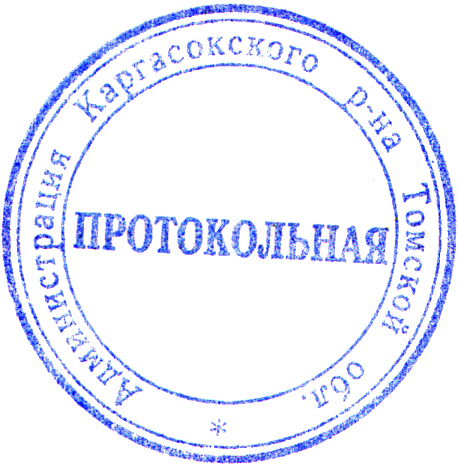 Администрация Каргасокского р-на Томской обл.
*
ПРОТОКОЛЬНАЯ